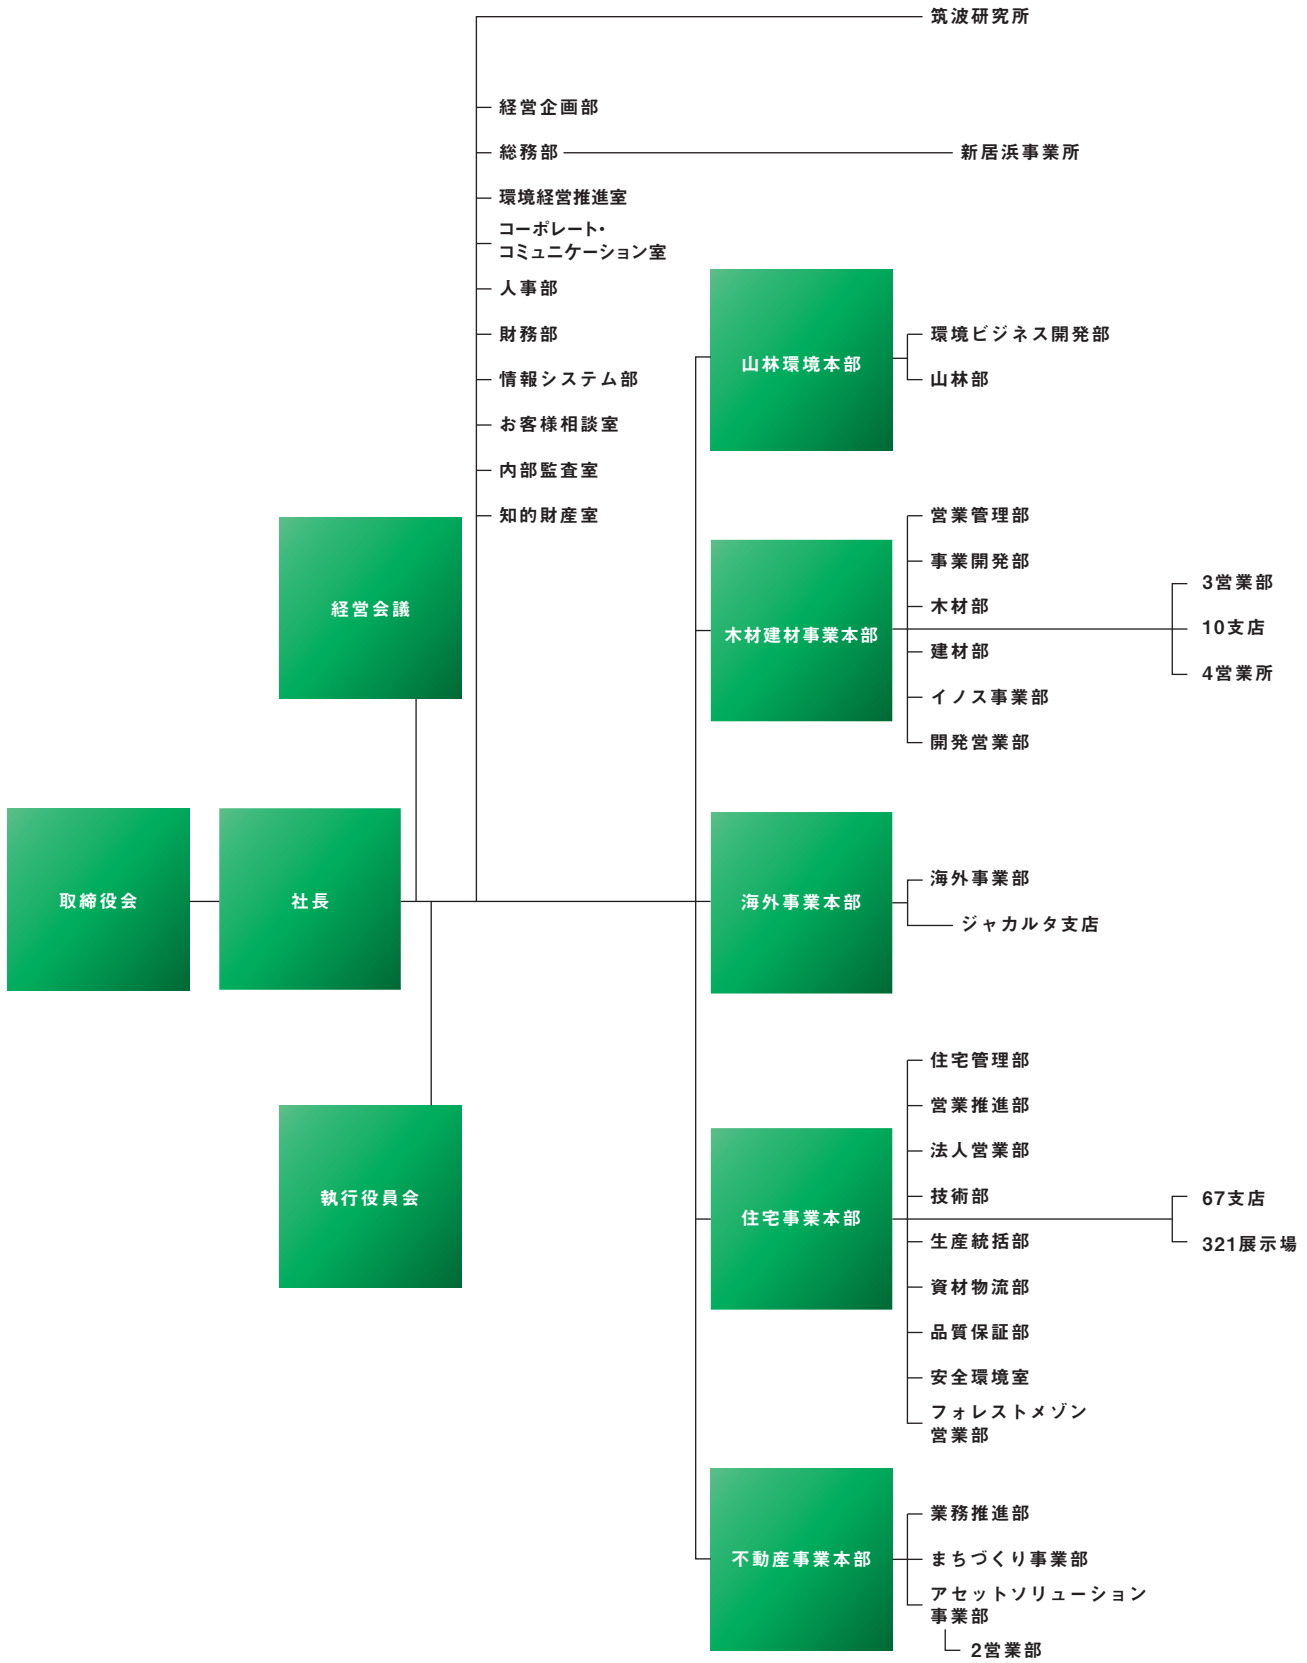 筑波研究所
経営企画部
総務部
新居浜事業所
環境経営推進室
コーポレート・
コミュニケーション室
人事部
財務部
情報システム部
お客様相談室
内部監査室
知的財産室
経営会議
取締役会
社長
執行役員会
山林環境本部
環境ビジネス開発部
山林部
木材建材事業本部
営業管理部
事業開発部
木材部
建材部
イノス事業部
開発営業部
3営業部
10支店
4営業所
海外事業本部
海外事業部
ジャカルタ支店
住宅事業本部
住宅管理部
営業推進部
法人営業部
技術部
生産統括部
資材物流部
品質保証部
安全環境室
フォレストメゾン
営業部
67支店
321展示場
不動産事業本部
業務推進部
まちづくり事業部
アセットソリューション
事業部
2営業部